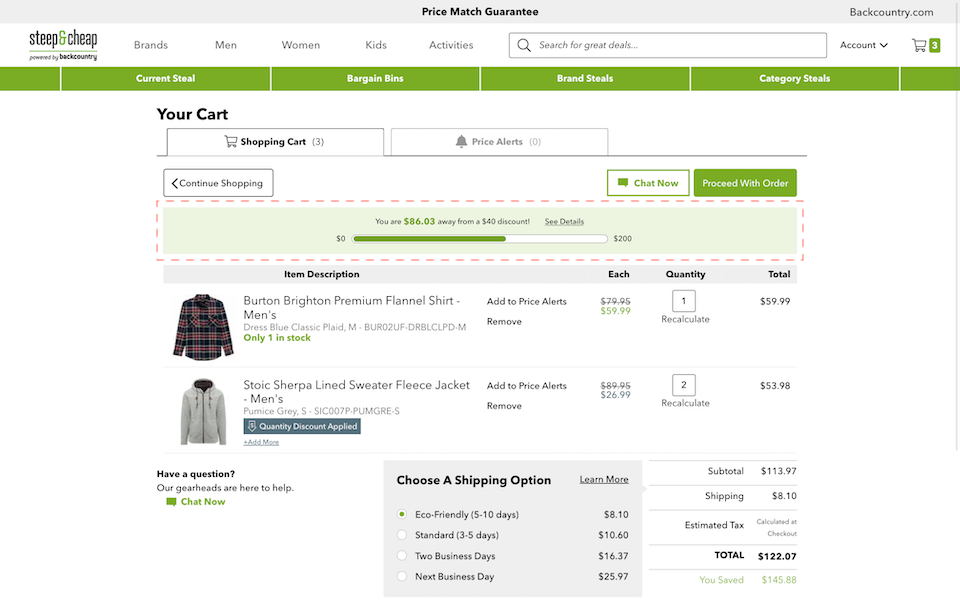 Price Match Guarantee
Backcountry.com
steep&cheap
powered by backcountry
Brands
Men
Women
Kids
Activities
Search for great deals...
Account
3
Current Steal
Bargain Bins
Brand Steals
Category Steals
Your Cart
Shopping Cart (3)
Price Alerts (0)
Continue Shopping
Chat Now
Proceed With Order
You are $86.03 away from a $40 discount! See Details
$0
$200
Item Description
Each
Quantity
Total
Burton Brighton Premium Flannel Shirt -
Men's
Dress Blue Classic Plaid, M - BUR02UF-DRBLCLPD-M
Only 1 in stock
Add to Price Alerts
Remove
$79.95
$59.99
1
Recalculate
$59.99
Stoic Sherpa Lined Sweater Fleece Jacket
- Men's
Pumice Grey, S - SIC007P-PUMGRE-S
Quantity Discount Applied
+Add More
Add to Price Alerts
Remove
$89.95
$26.99
2
Recalculate
$53.98
Have a question?
Our gearheads are here to help.
Chat Now
Choose A Shipping Option
Learn More
Eco-Friendly (5-10 days) $8.10
Standard (3-5 days) $10.60
Two Business Days $16.37
Next Business Day $25.97
Subtotal $113.97
Shipping $8.10
Estimated Tax Calculated at
Checkout
TOTAL $122.07
You Saved $145.88